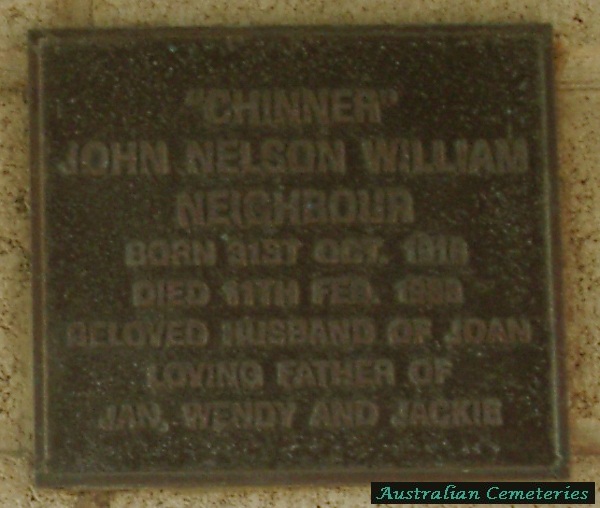 "CHINNER"
JOHN NELSON WILLIAM
NEIGHBOUR
BORN 31ST OCT.
DIED 11TH FEB.
BELOVED HUSBAND OF JOAN
LOVING FATHER OF
JAN, WENDY AND JACKIE
Australian Cemeteries